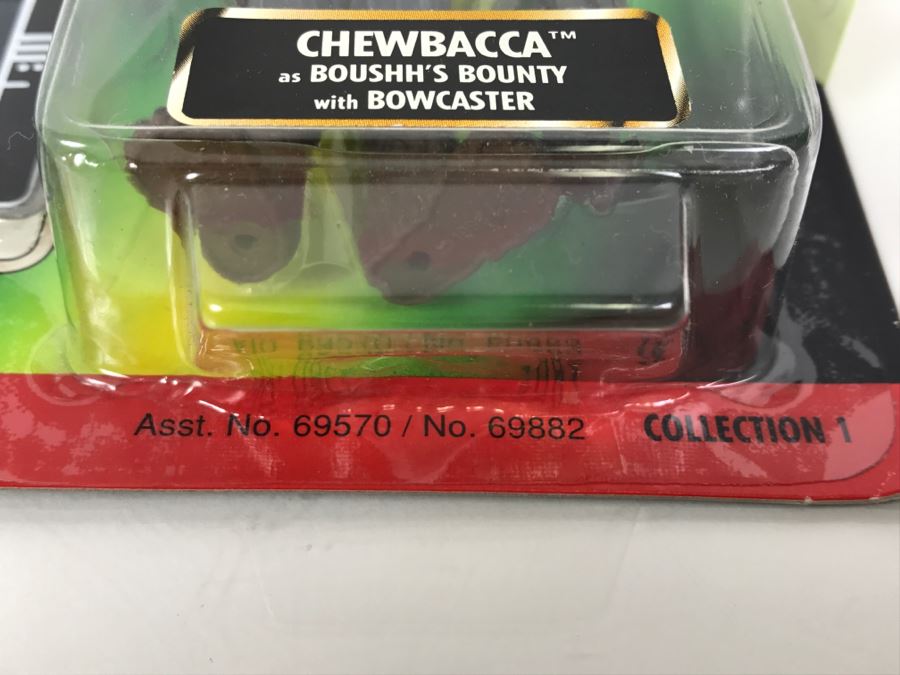 CHEWBACCA™
as BOUSHH'S BOUNTY
with BOWCASTER
Asst. No. 69570 / No. 69882 COLLECTION 1